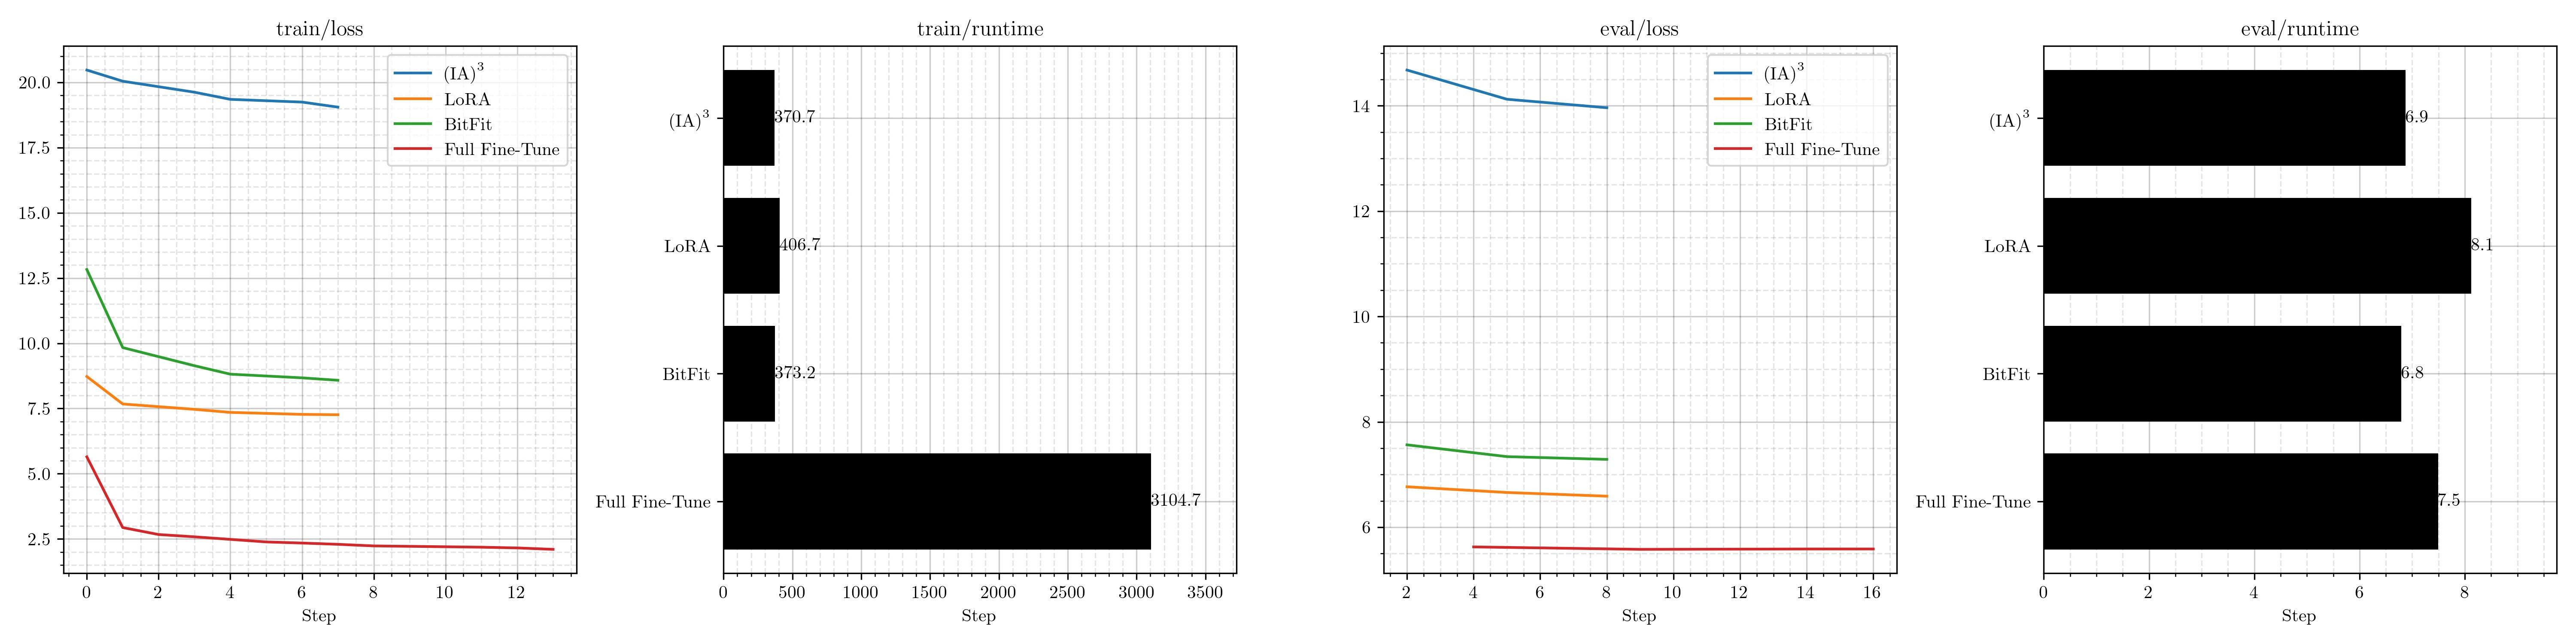 train/loss
20.0
17.5
15.0
12.5
10.0
7.5
5.0
2.5
0 2 4 6 8 10 12
Step
(IA)³
LoRA
BitFit
Full Fine-Tune
train/runtime
(IA)³
LoRA
BitFit
Full Fine-Tune
370.7
406.7
373.2
3104.7
0 500 1000 1500 2000 2500 3000 3500
Step
eval/loss
14
12
10
8
6
2 4 6 8 10 12 14 16
Step
(IA)³
LoRA
BitFit
Full Fine-Tune
eval/runtime
(IA)³
LoRA
BitFit
Full Fine-Tune
6.9
8.1
6.8
7.5
0 2 4 6 8
Step